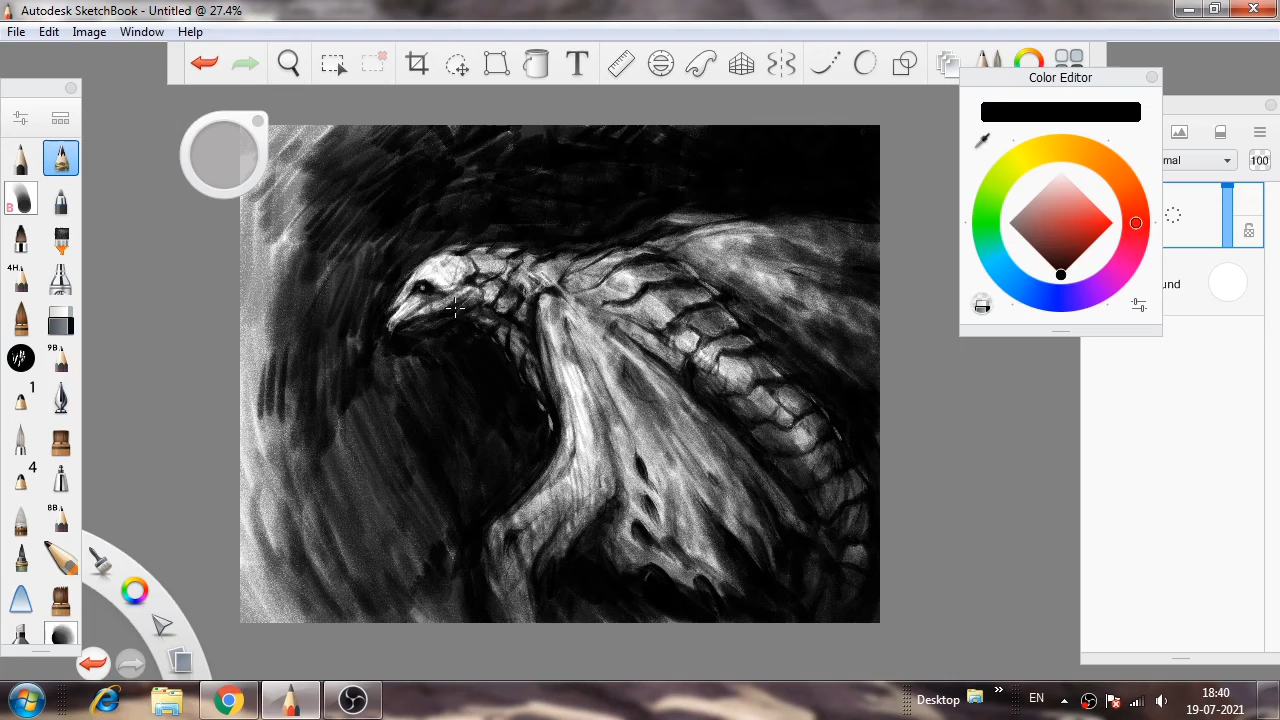 Autodesk SketchBook - Untitled @ 27.4%
File Edit Image Window Help
T
Color Editor
mal
100
B
4H
9B
1
4
8B
und
Desktop
»
EN
18:40
19-07-2021